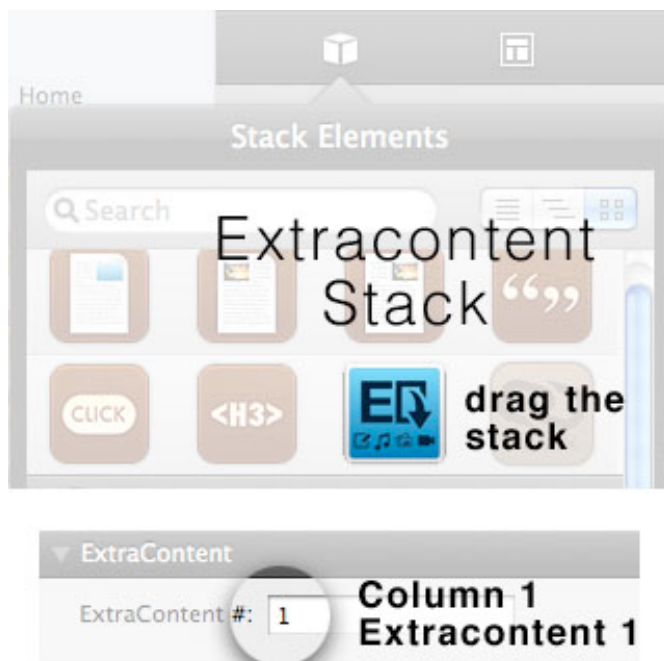 Home
Stack Elements
Search
Extracontent
Stack
“„
CLICK
<H3>
E
drag the
stack
ExtraContent
ExtraContent #: 1
Column 1
Extracontent 1